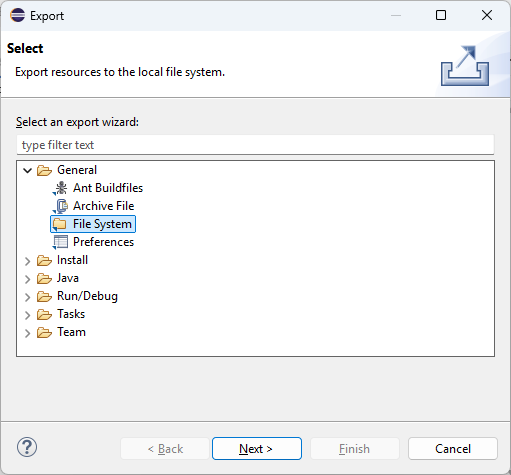 Export
Select
Export resources to the local file system.
Select an export wizard:
type filter text
General
Ant Buildfiles
Archive File
File System
Preferences
Install
Java
Run/Debug
Tasks
Team
?
< Back
Next >
Finish
Cancel